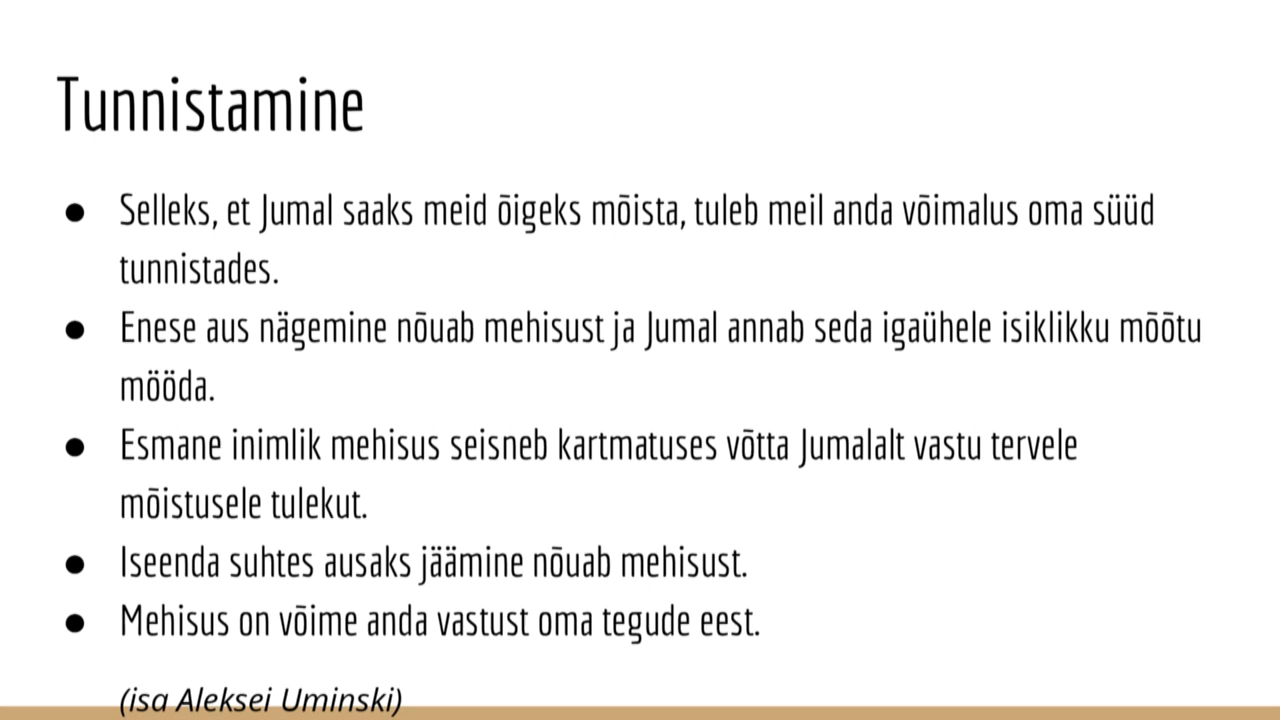 Tunnistamine
● Selleks, et Jumal saaks meid õigeks mõista, tuleb meil anda võimalus oma süüd
tunnistades.
● Enese aus nägemine nõuab mehisust ja Jumal annab seda igaühele isiklikku mõõtu
mööda.
● Esmane inimlik mehisus seisneb kartmatuses võtta Jumalalt vastu tervele
mõistusele tulekut.
● Iseenda suhtes ausaks jäämine nõuab mehisust.
● Mehisus on võime anda vastust oma tegude eest.
(isa Aleksei Uminski)